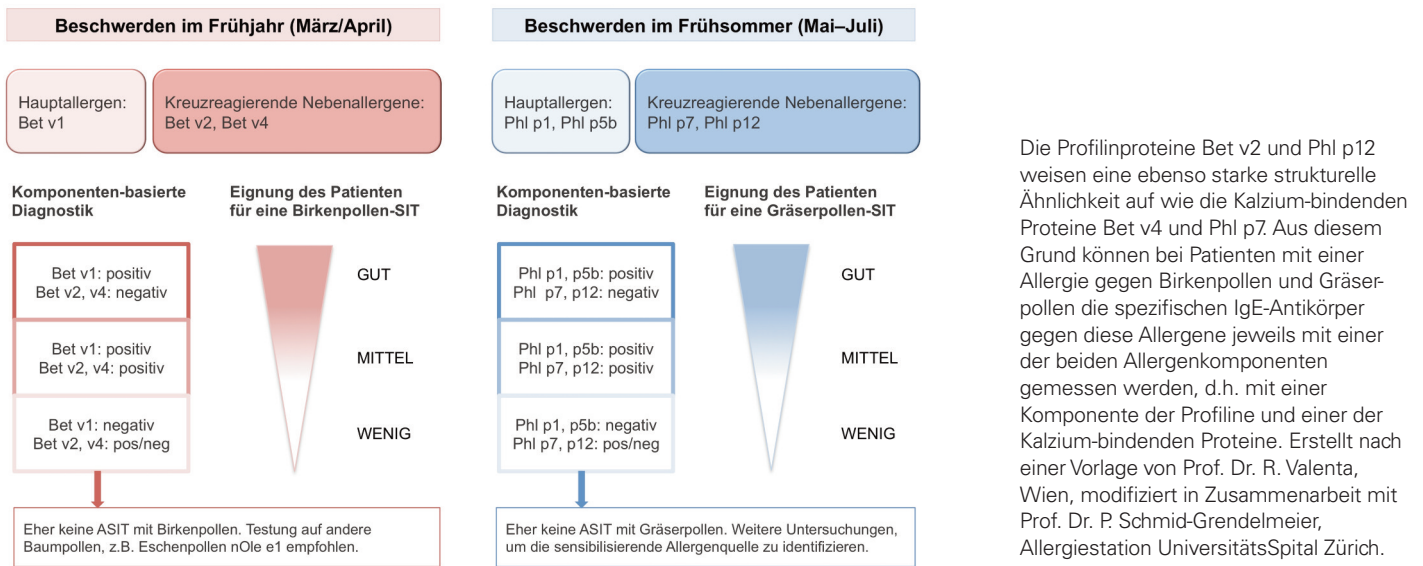 Beschwerden im Frühjahr (März/April)
Hauptallergen:
Bet v1
Kreuzreagierende Nebenallergene:
Bet v2, Bet v4
Komponenten-basierte
Diagnostik
Eignung des Patienten
für eine Birkenpollen-SIT
Bet v1: positiv
Bet v2, v4: negativ
GUT
Bet v1: positiv
Bet v2, v4: positiv
MITTEL
Bet v1: negativ
Bet v2, v4: pos/neg
WENIG
Eher keine ASIT mit Birkenpollen. Testung auf andere
Baumpollen, z.B. Eschenpollen nOle e1 empfohlen.
Beschwerden im Frühsommer (Mai–Juli)
Hauptallergen:
Phl p1, Phl p5b
Kreuzreagierende Nebenallergene:
Phl p7, Phl p12
Komponenten-basierte
Diagnostik
Eignung des Patienten
für eine Gräserpollen-SIT
Phl p1, p5b: positiv
Phl p7, p12: negativ
GUT
Phl p1, p5b: positiv
Phl p7, p12: positiv
MITTEL
Phl p1, p5b: negativ
Phl p7, p12: pos/neg
WENIG
Eher keine ASIT mit Gräserpollen. Weitere Untersuchungen,
um die sensibilisierende Allergenquelle zu identifizieren.
Die Profilinproteine Bet v2 und Phl p12
weisen eine ebenso starke strukturelle
Ähnlichkeit auf wie die Kalzium-bindenden
Proteine Bet v4 und Phl p7. Aus diesem
Grund können bei Patienten mit einer
Allergie gegen Birkenpollen und Gräser-
pollen die spezifischen IgE-Antikörper
gegen diese Allergene jeweils mit einer
der beiden Allergenkomponenten
gemessen werden, d.h. mit einer
Komponente der Profiline und einer der
Kalzium-bindenden Proteine. Erstellt nach
einer Vorlage von Prof. Dr. R. Valenta,
Wien, modifiziert in Zusammenarbeit mit
Prof. Dr. P. Schmid-Grendelmeier,
Allergiestation UniversitätsSpital Zürich.